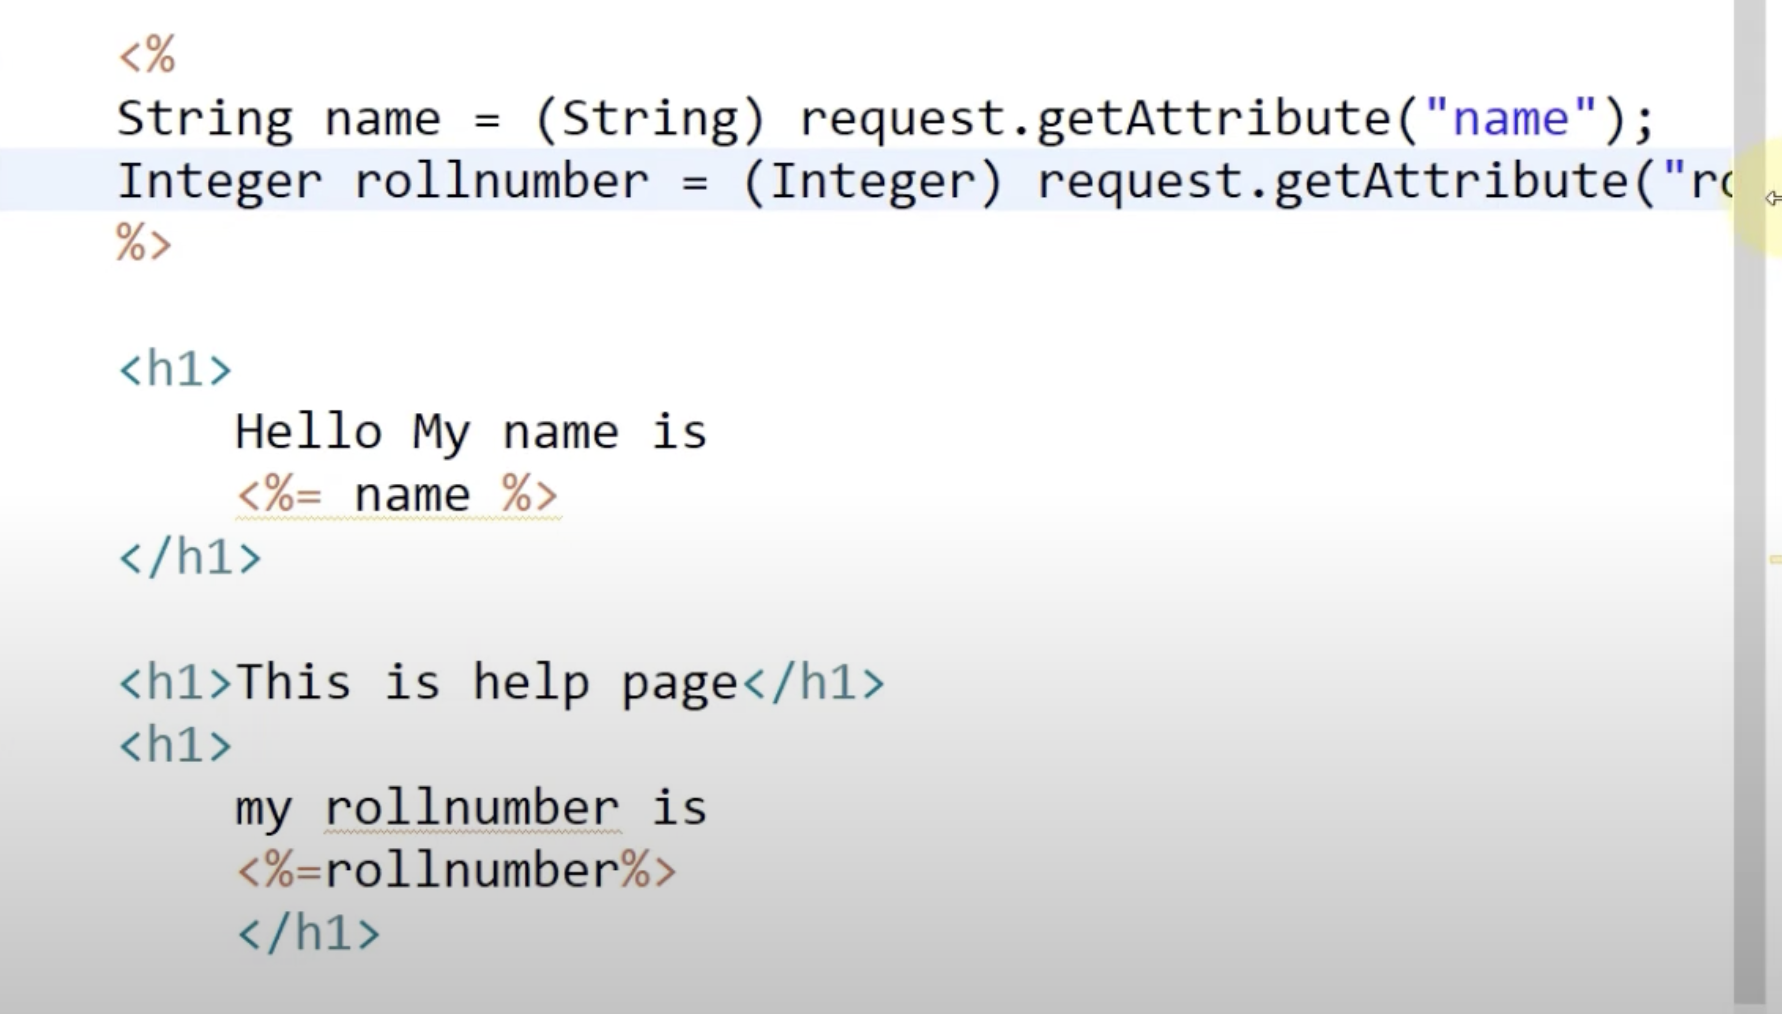 <%
String name = (String) request.getAttribute("name");
Integer rollnumber = (Integer) request.getAttribute("ro
%>
<h1>
Hello My name is
<%= name %>
</h1>
<h1>This is help page</h1>
<h1>
my rollnumber is
<%=rollnumber%>
</h1>